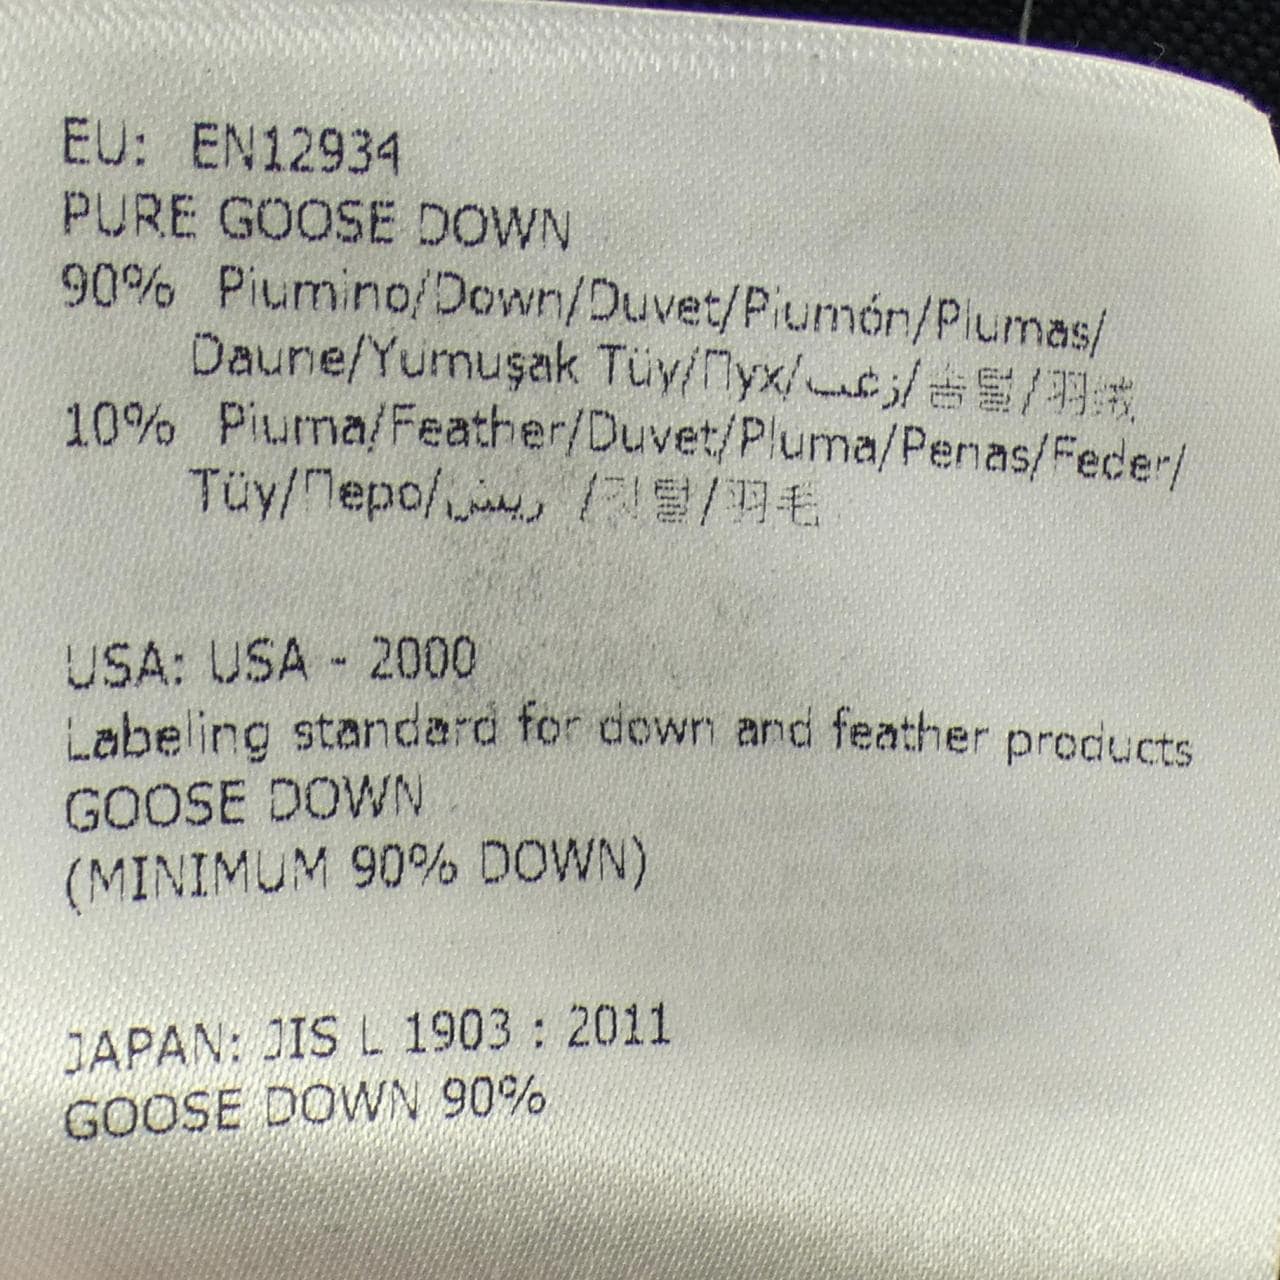 EU: EN12934
PURE GOOSE DOWN
90% Piumino/Down/Duvet/Piumón/Plumas/
Daune/Yumuşak Tüy/Пух/زغب/솜털/羽绒
10% Piuma/Feather/Duvet/Pluma/Penas/Feder/
Tüy/Перо/ريش /깃털/羽毛
USA: USA - 2000
Labeling standard for down and feather products
GOOSE DOWN
(MINIMUM 90% DOWN)
JAPAN: JIS L 1903 : 2011
GOOSE DOWN 90%